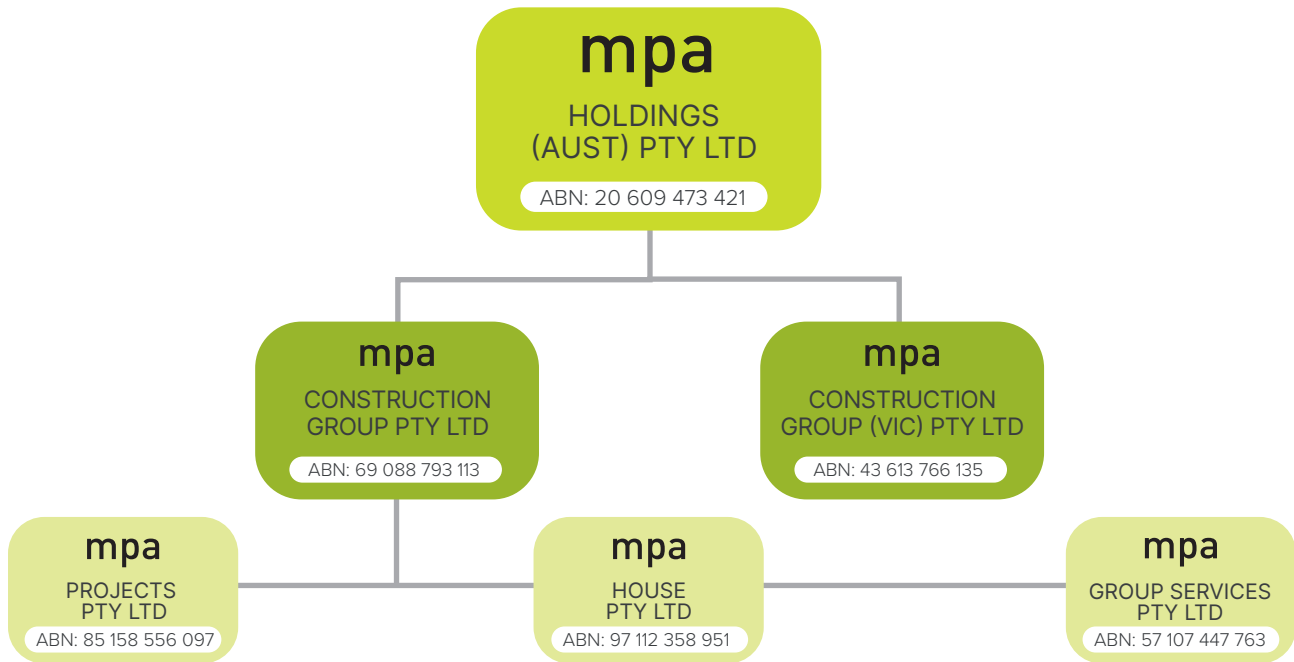 mpa
HOLDINGS
(AUST) PTY LTD
ABN: 20 609 473 421
mpa
CONSTRUCTION
GROUP PTY LTD
ABN: 69 088 793 113
mpa
CONSTRUCTION
GROUP (VIC) PTY LTD
ABN: 43 613 766 135
mpa
PROJECTS
PTY LTD
ABN: 85 158 556 097
mpa
HOUSE
PTY LTD
ABN: 97 112 358 951
mpa
GROUP SERVICES
PTY LTD
ABN: 57 107 447 763